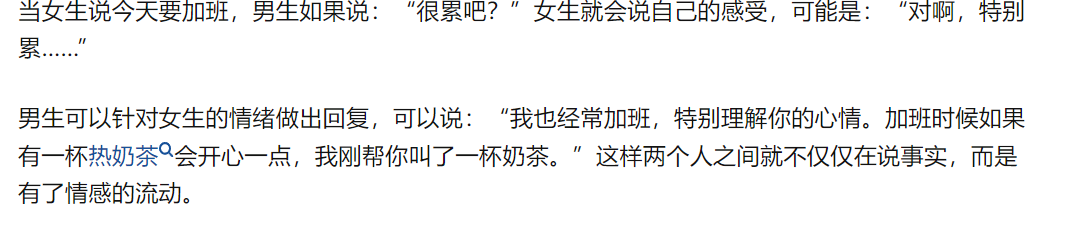 当女生说今天要加班，男生如果说：“很累吧？”女生就会说自己的感受，可能是：“对啊，特别
累……”
男生可以针对女生的情绪做出回复，可以说：“我也经常加班，特别理解你的心情。加班时候如果
有一杯热奶茶会开心一点，我刚帮你叫了一杯奶茶。”这样两个人之间就不仅仅在说事实，而是
有了情感的流动。